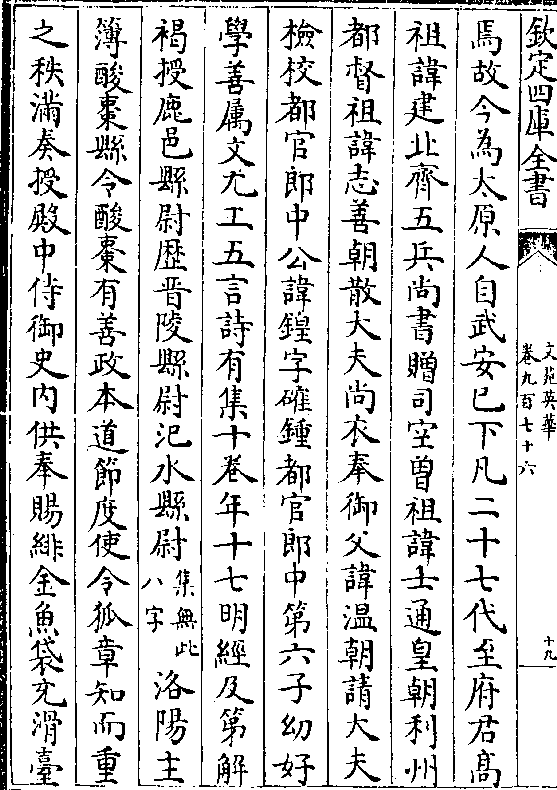 欽定四庫全書
文苑英華
卷九百七十六
十九
焉故今為太原人自武安已下凡二十七代至府君髙
祖諱建北齊五兵尚書贈司空曾祖諱士通皇朝利州
都督祖諱志善朝散大夫尚衣奉御父諱温朝請大夫
檢校都官郎中公諱鍠字確鍾都官郎中第六子幼好
學善属文尤工五言詩有集十卷年十七明經及第解
褐授鹿邑縣尉歴晋陵縣尉汜水縣尉集無此八字洛陽主
簿酸棗縣令酸棗有善政本道節度使令狐章知而重
之秩滿奏授殿中侍御史内供奉賜緋金魚袋充滑臺